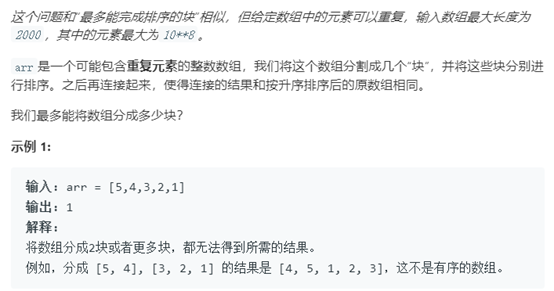 这个问题和“最多能完成排序的块”相似，但给定数组中的元素可以重复，输入数组最大长度为
2000，其中的元素最大为 10**8。
arr是一个可能包含重复元素的整数数组，我们将这个数组分割成几个“块”，并将这些块分别进
行排序。之后再连接起来，使得连接的结果和按升序排序后的原数组相同。
我们最多能将数组分成多少块？
示例 1:
输入: arr = [5,4,3,2,1]
输出: 1
解释:
将数组分成2块或者更多块，都无法得到所需的结果。
例如，分成 [5, 4], [3, 2, 1] 的结果是 [4, 5, 1, 2, 3]，这不是有序的数组。